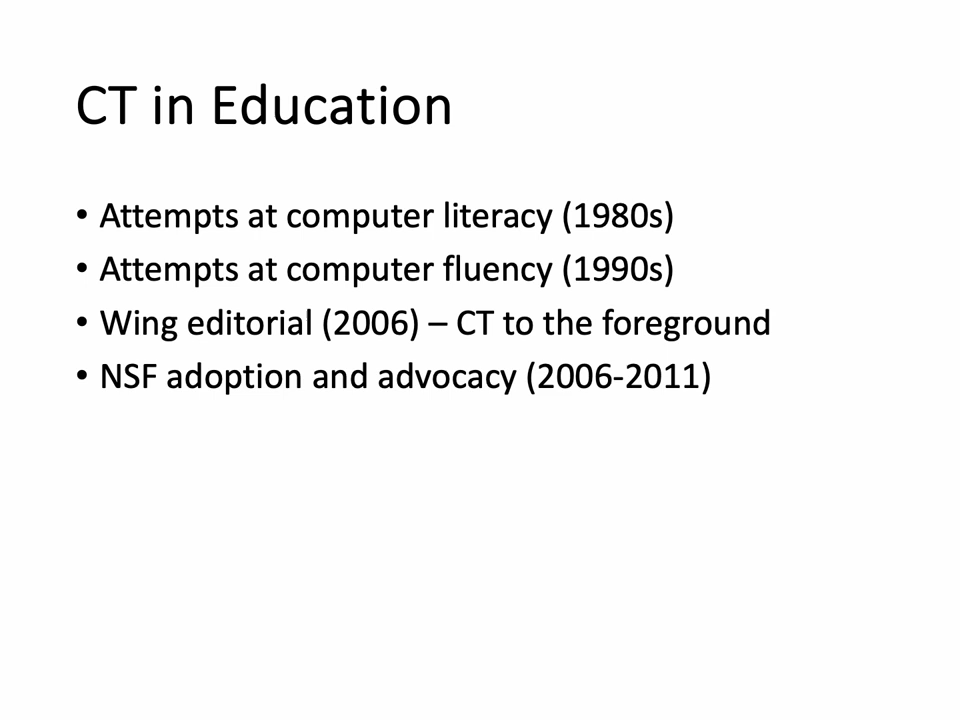 CT in Education
• Attempts at computer literacy (1980s)
• Attempts at computer fluency (1990s)
• Wing editorial (2006) – CT to the foreground
• NSF adoption and advocacy (2006-2011)